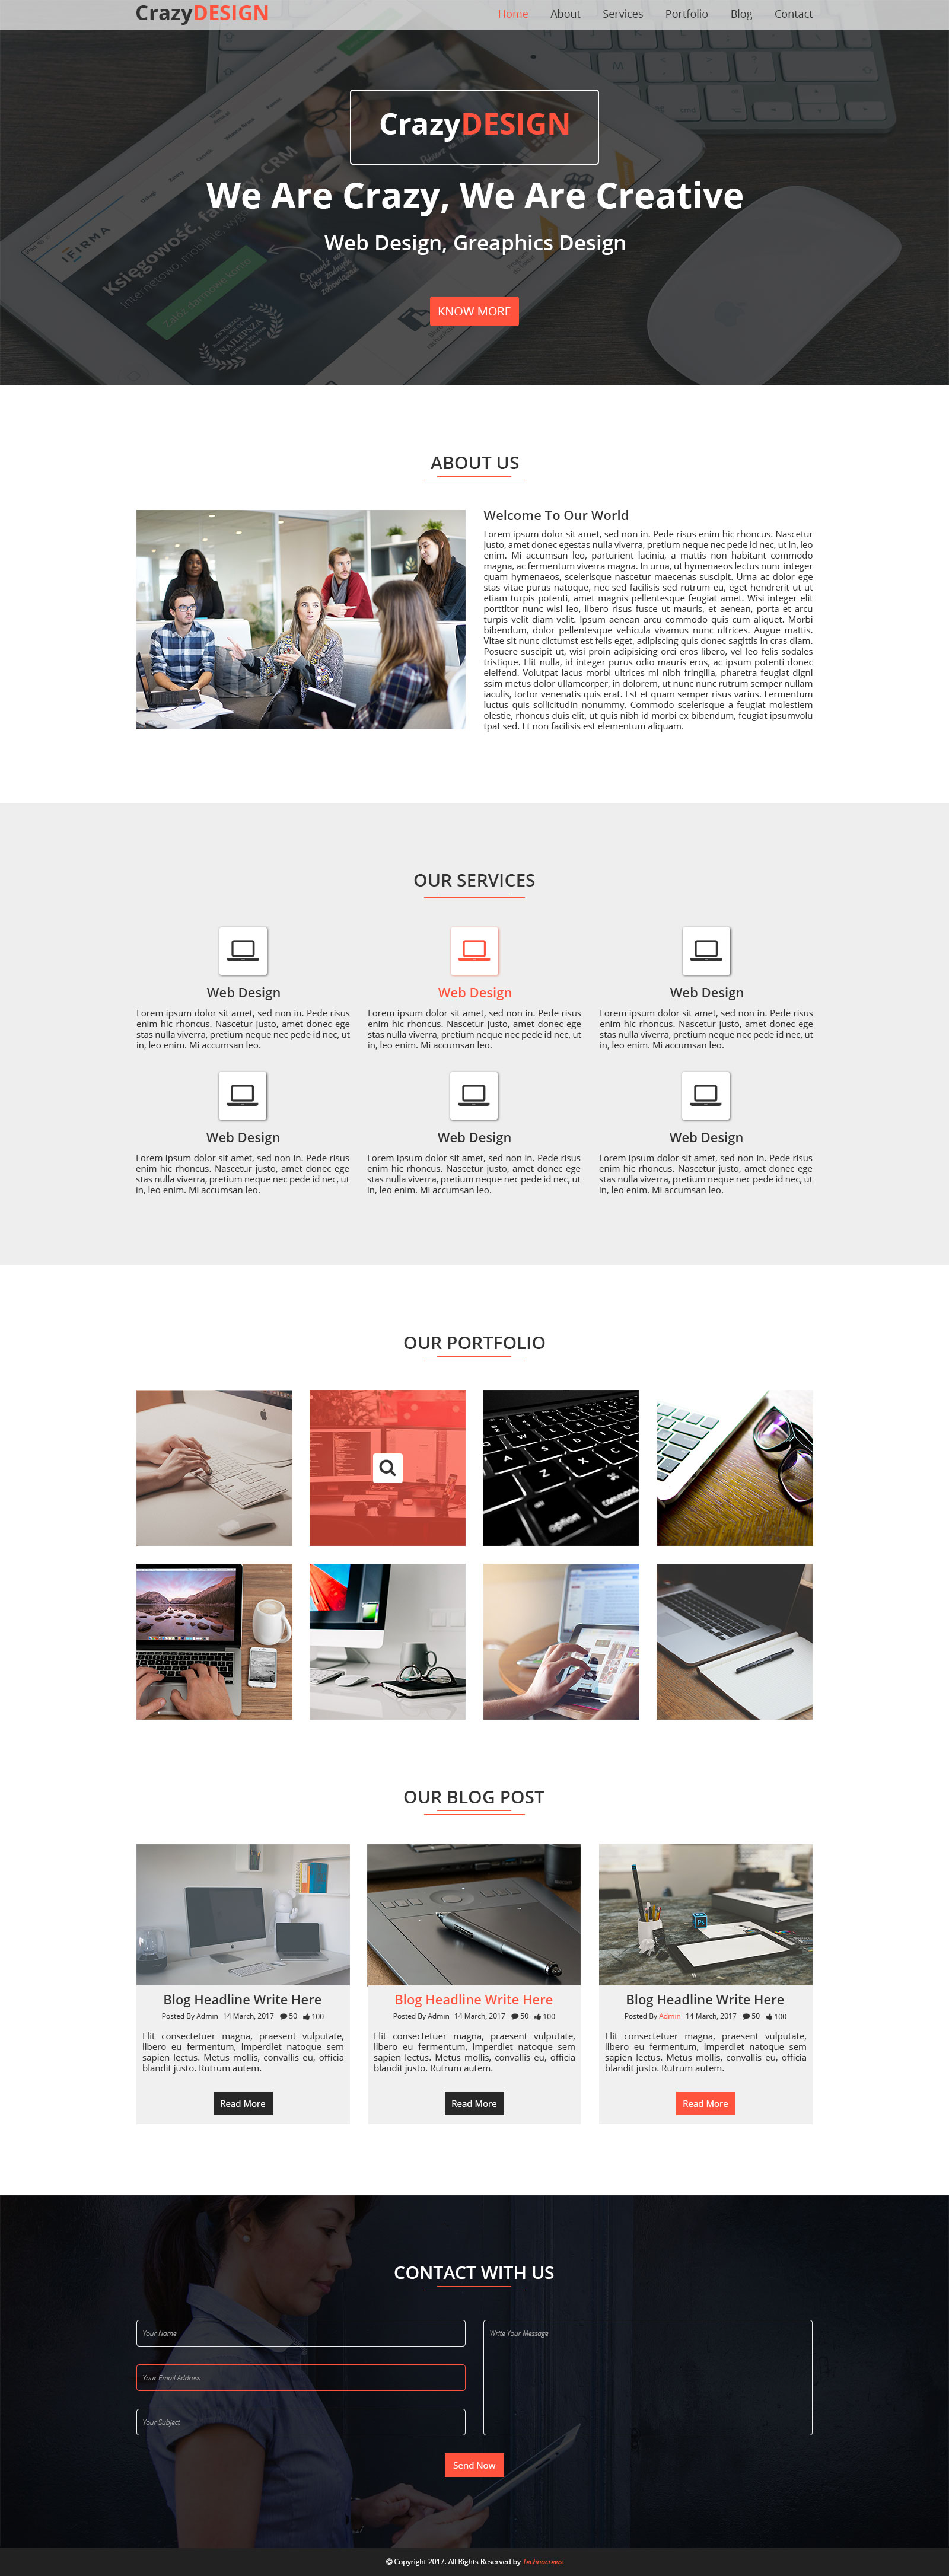 CrazyDESIGN
Home About Services Portfolio Blog Contact
CrazyDESIGN
We Are Crazy, We Are Creative
Web Design, Greaphics Design
KNOW MORE
FIRMA
Księgowość, fa CRM
Załóż darmowe konto
NAJLEPSZA
ABOUT US
Welcome To Our World
Lorem ipsum dolor sit amet, sed non in. Pede risus enim hic rhoncus. Nascetur
justo, amet donec egestas nulla viverra, pretium neque nec pede id nec, ut in, leo
enim. Mi accumsan leo, parturient lacinia, a mattis non habitant commodo
magna, ac fermentum viverra magna. In urna, ut hymenaeos lectus nunc integer
quam hymenaeos, scelerisque nascetur maecenas suscipit. Urna ac dolor ege
stas vitae purus natoque, nec sed facilisis sed rutrum eu, eget hendrerit ut ut
etiam turpis potenti, amet magnis pellentesque feugiat amet. Wisi integer elit
porttitor nunc wisi leo, libero risus fusce ut mauris, et aenean, porta et arcu
turpis velit diam velit. Ipsum aenean arcu commodo quis cum aliquet. Morbi
bibendum, dolor pellentesque vehicula vivamus nunc ultrices. Augue mattis.
Vitae sit nunc dictumst et felis eget, adipiscing quis donec sagittis in cras diam.
Posuere suscipit ut, wisi proin adipisicing orci eros libero, vel leo felis sodales
tristique. Elit nulla, id integer purus odio mauris eros, ac ipsum potenti donec
eleifend. Volutpat lacus morbi ultrices mi nibh fringilla, pharetra feugiat digni
ssim metus dolor ullamcorper, in dolorem, ut nunc nunc rutrum semper nullam
iaculis, tortor venenatis quis erat. Est et quam semper risus varius. Fermentum
luctus quis sollicitudin nonummy. Commodo scelerisque a feugiat molestiem
olestie, rhoncus duis elit, ut quis nibh id morbi ex bibendum, feugiat ipsumvolu
tpat sed. Et non facilisis est elementum aliquam.
OUR SERVICES
Web Design
Lorem ipsum dolor sit amet, sed non in. Pede risus
enim hic rhoncus. Nascetur justo, amet donec ege
stas nulla viverra, pretium neque nec pede id nec, ut
in, leo enim. Mi accumsan leo.
Web Design
Lorem ipsum dolor sit amet, sed non in. Pede risus
enim hic rhoncus. Nascetur justo, amet donec ege
stas nulla viverra, pretium neque nec pede id nec, ut
in, leo enim. Mi accumsan leo.
Web Design
Lorem ipsum dolor sit amet, sed non in. Pede risus
enim hic rhoncus. Nascetur justo, amet donec ege
stas nulla viverra, pretium neque nec pede id nec, ut
in, leo enim. Mi accumsan leo.
Web Design
Lorem ipsum dolor sit amet, sed non in. Pede risus
enim hic rhoncus. Nascetur justo, amet donec ege
stas nulla viverra, pretium neque nec pede id nec, ut
in, leo enim. Mi accumsan leo.
Web Design
Lorem ipsum dolor sit amet, sed non in. Pede risus
enim hic rhoncus. Nascetur justo, amet donec ege
stas nulla viverra, pretium neque nec pede id nec, ut
in, leo enim. Mi accumsan leo.
Web Design
Lorem ipsum dolor sit amet, sed non in. Pede risus
enim hic rhoncus. Nascetur justo, amet donec ege
stas nulla viverra, pretium neque nec pede id nec, ut
in, leo enim. Mi accumsan leo.
OUR PORTFOLIO
A Z X
option command
OUR BLOG POST
Ps
Blog Headline Write Here
Posted By Admin 14 March, 2017 50 100
Elit consectetuer magna, praesent vulputate,
libero eu fermentum, imperdiet natoque sem
sapien lectus. Metus mollis, convallis eu, officia
blandit justo. Rutrum autem.
Read More
Blog Headline Write Here
Posted By Admin 14 March, 2017 50 100
Elit consectetuer magna, praesent vulputate,
libero eu fermentum, imperdiet natoque sem
sapien lectus. Metus mollis, convallis eu, officia
blandit justo. Rutrum autem.
Read More
Blog Headline Write Here
Posted By Admin 14 March, 2017 50 100
Elit consectetuer magna, praesent vulputate,
libero eu fermentum, imperdiet natoque sem
sapien lectus. Metus mollis, convallis eu, officia
blandit justo. Rutrum autem.
Read More
CONTACT WITH US
Your Name
Your Email Address
Your Subject
Write Your Message
Send Now
© Copyright 2017. All Rights Reserved by Technocrews